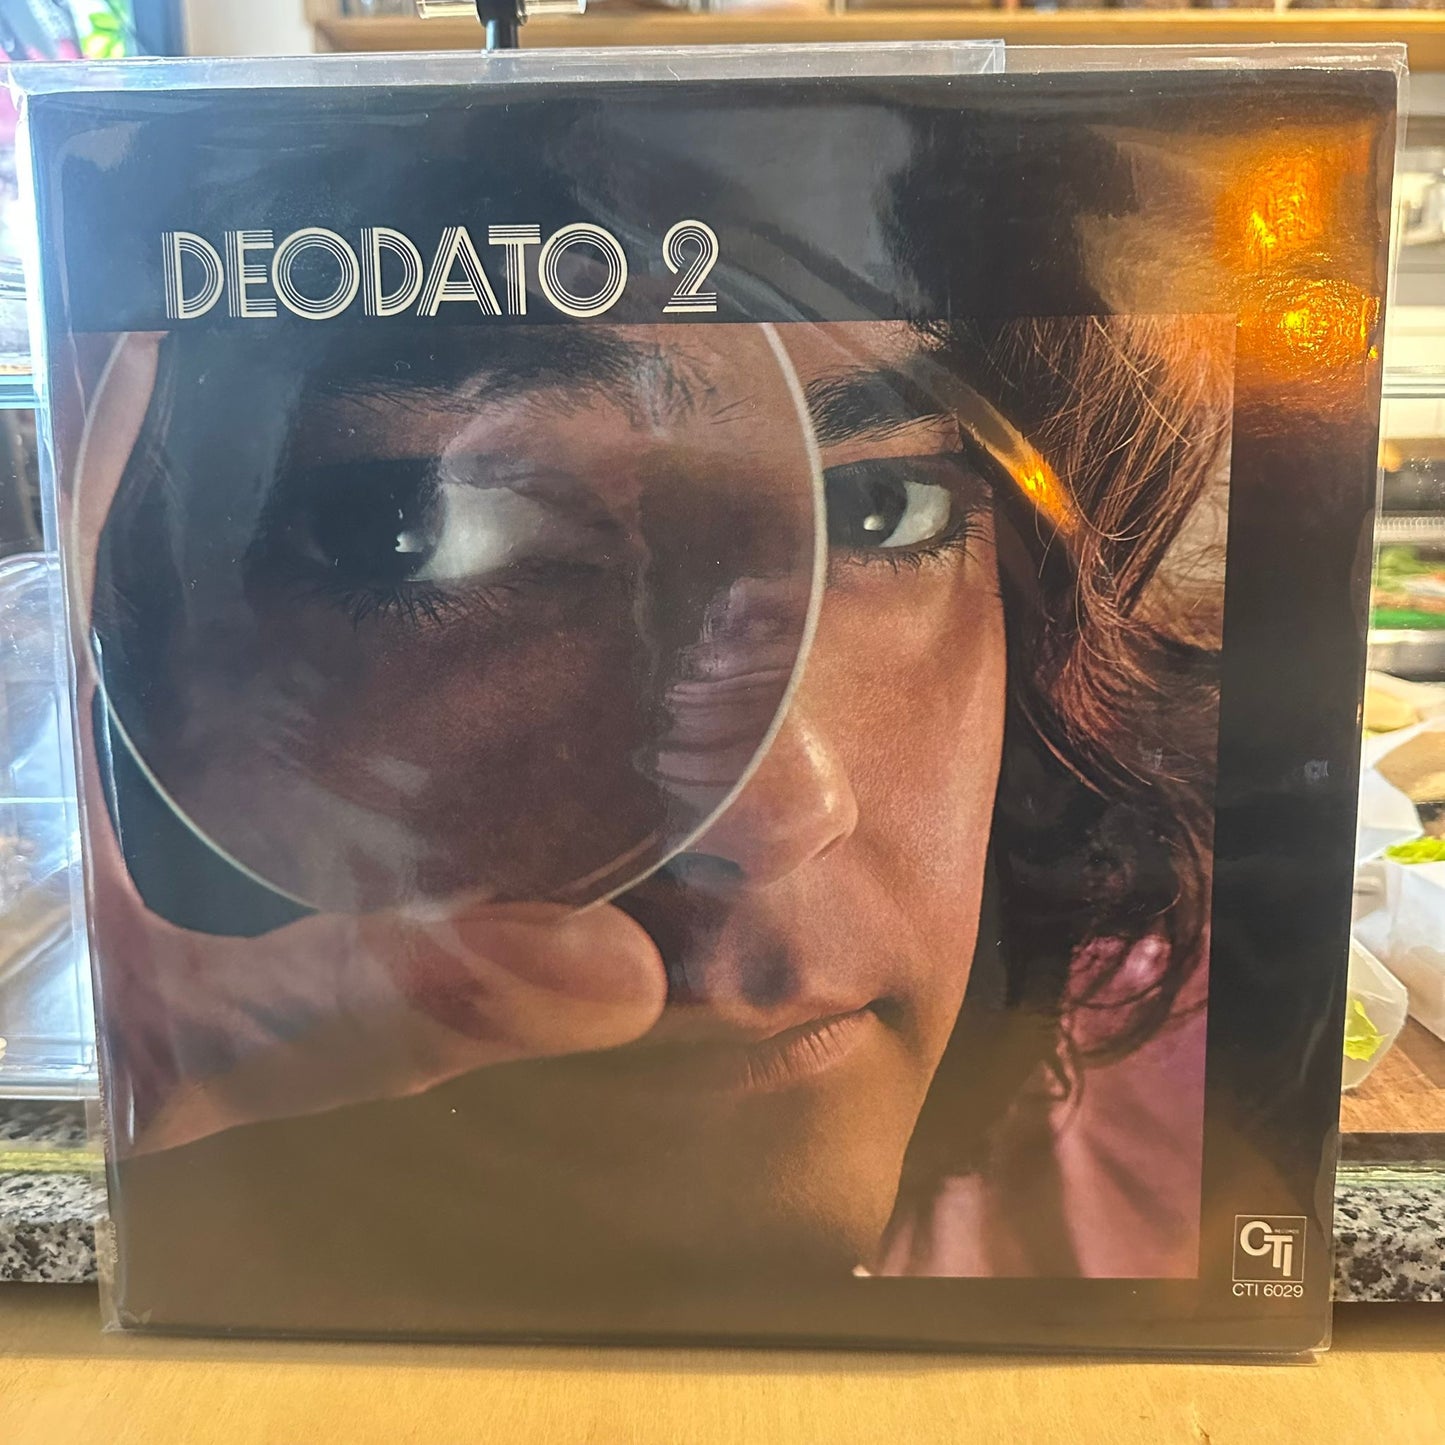 DEODATO 2
CTI
RECORDS
CTI 6029